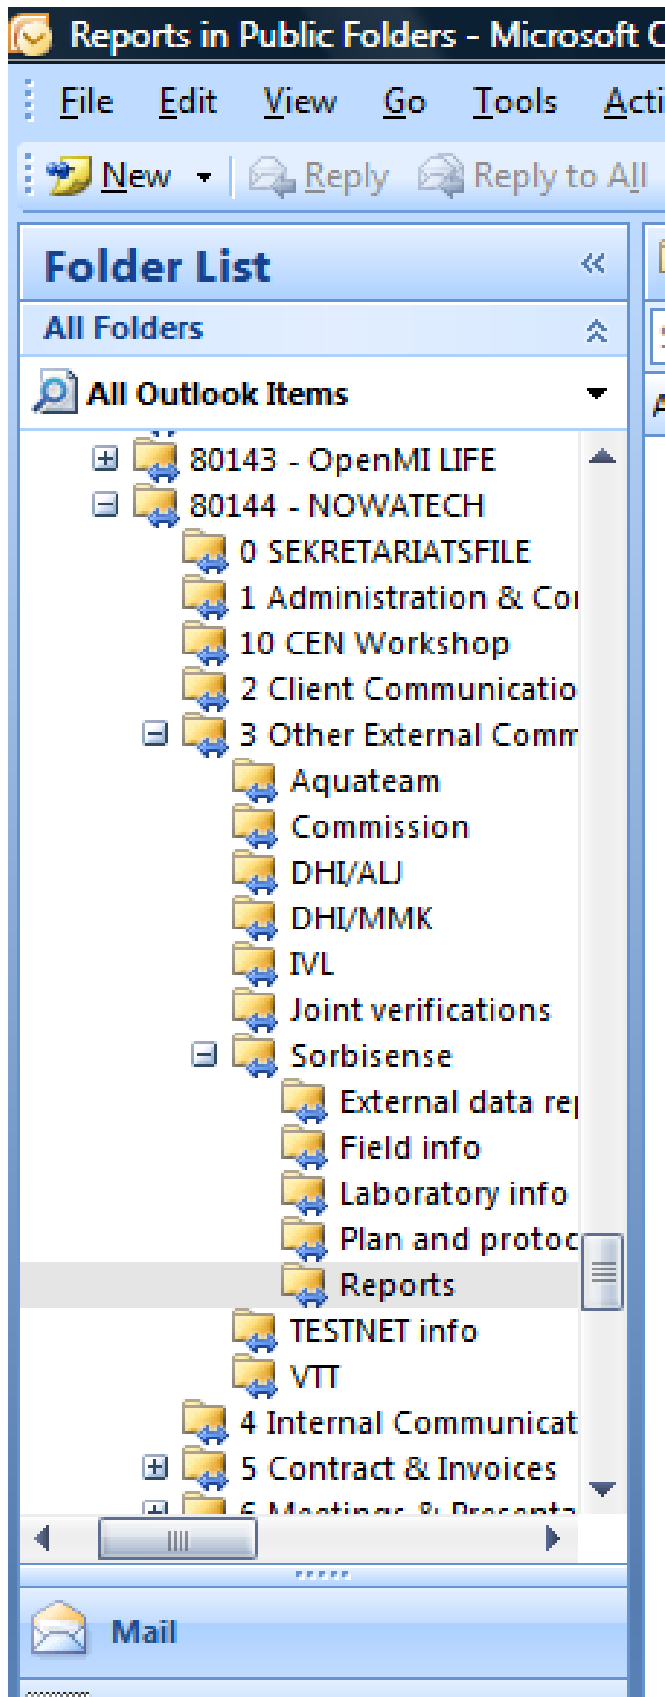 Reports in Public Folders - Microsoft
File Edit View Go Tools
New Reply Reply to All
Folder List
All Folders
All Outlook Items
80143 - OpenMI LIFE
80144 - NOWATECH
0 SEKRETARIATSFILE
1 Administration &
10 CEN Workshop
2 Client Communicatio
3 Other External Comm
Aquateam
Commission
DHI/ALJ
DHI/MMK
IVL
Joint verifications
Sorbisense
External data
Field info
Laboratory info
Plan and protoc
Reports
TESTNET info
VTT
4 Internal Communicat
5 Contract & Invoices
6 Meetings & Presenta
Mail